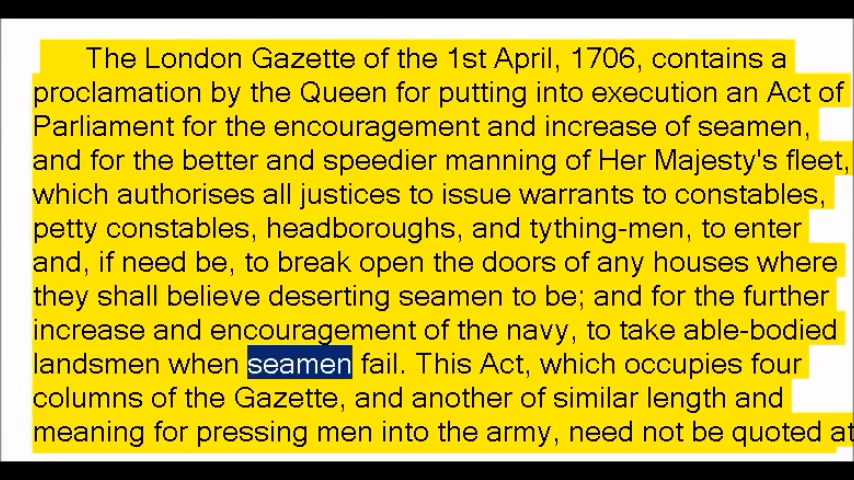 The London Gazette of the 1st April, 1706, contains a
proclamation by the Queen for putting into execution an Act of
Parliament for the encouragement and increase of seamen,
and for the better and speedier manning of Her Majesty's fleet,
which authorises all justices to issue warrants to constables,
petty constables, headboroughs, and tything-men, to enter
and, if need be, to break open the doors of any houses where
they shall believe deserting seamen to be; and for the further
increase and encouragement of the navy, to take able-bodied
landsmen when seamen fail. This Act, which occupies four
columns of the Gazette, and another of similar length and
meaning for pressing men into the army, need not be quoted at